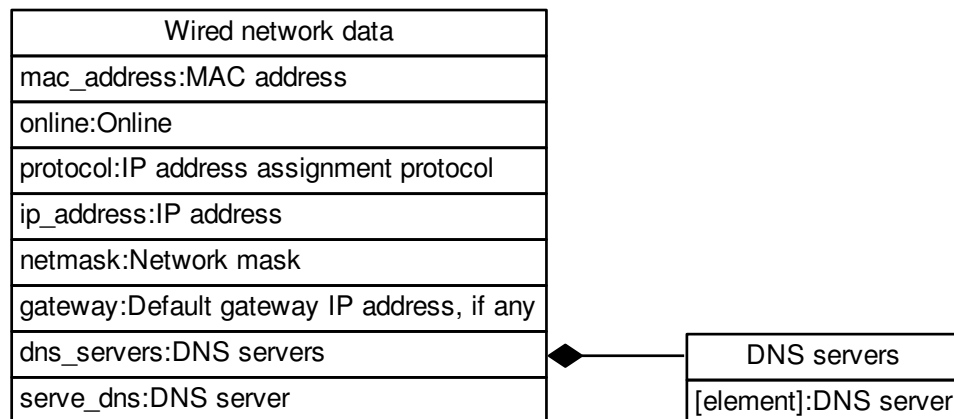 Wired network data
mac_address:MAC address
online:Online
protocol:IP address assignment protocol
ip_address:IP address
netmask:Network mask
gateway:Default gateway IP address, if any
dns_servers:DNS servers
serve_dns:DNS server
DNS servers
[element]:DNS server